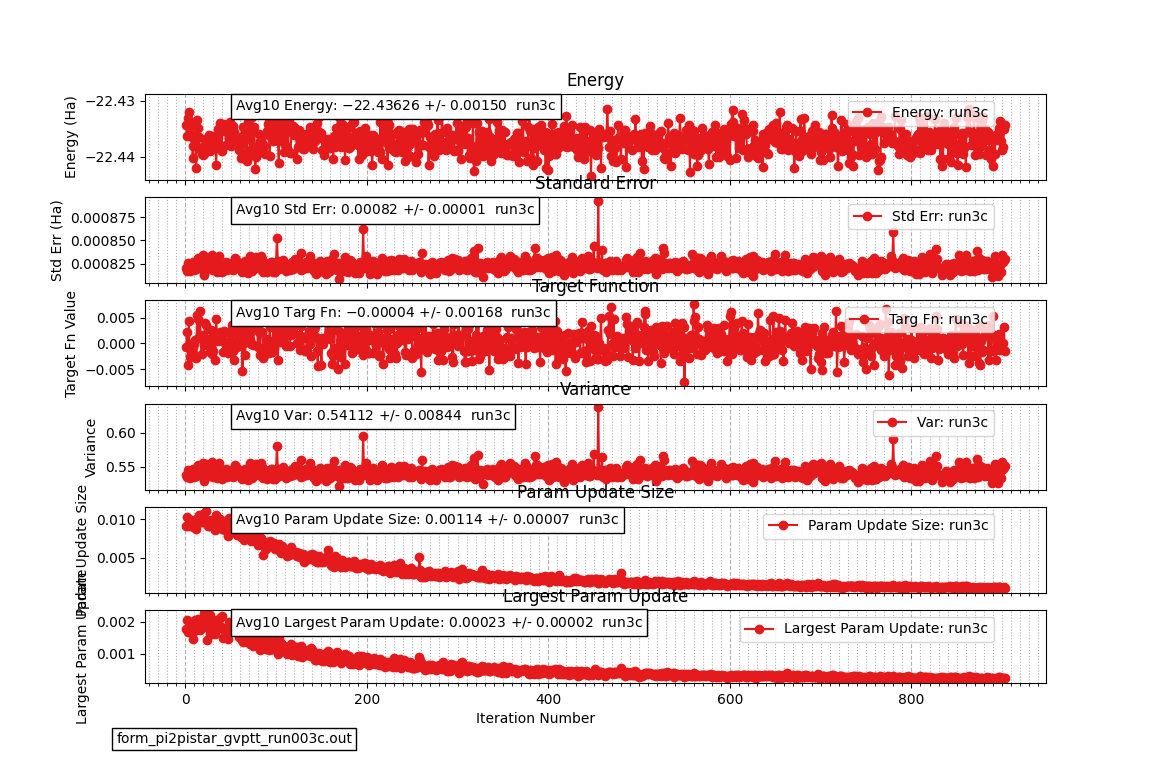 Energy
Energy (Ha)
−22.43
−22.44
Avg10 Energy: −22.43626 +/- 0.00150 run3c
Energy: run3c
Standard Error
Std Err (Ha)
0.000875
0.000850
0.000825
Avg10 Std Err: 0.00082 +/- 0.00001 run3c
Std Err: run3c
Target Function
Target Fn Value
0.005
0.000
−0.005
Avg10 Targ Fn: −0.00004 +/- 0.00168 run3c
Targ Fn: run3c
Variance
Variance
0.60
0.55
Avg10 Var: 0.54112 +/- 0.00844 run3c
Var: run3c
Param Update Size
Param Update Size
0.010
0.005
Avg10 Param Update Size: 0.00114 +/- 0.00007 run3c
Param Update Size: run3c
Largest Param Update
Largest Param Update
0.002
0.001
Avg10 Largest Param Update: 0.00023 +/- 0.00002 run3c
Largest Param Update: run3c
0 200 400 600 800
Iteration Number
form_pi2pistar_gvptt_run003c.out